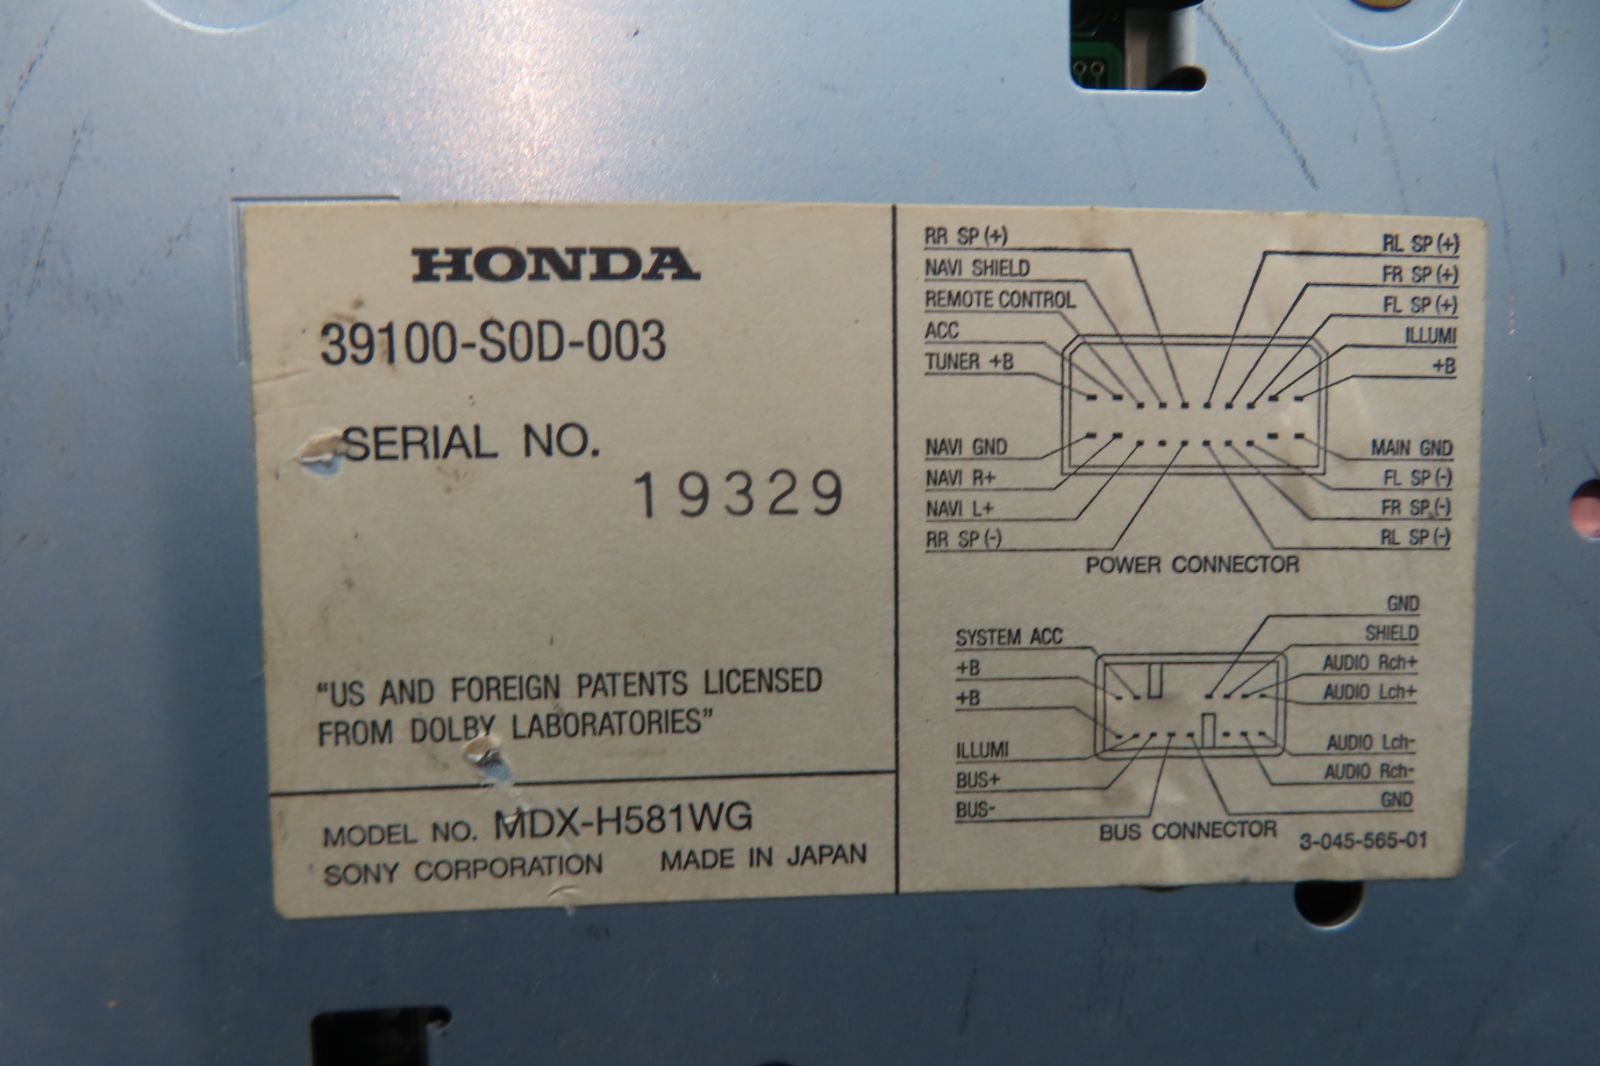 HONDA
39100-S0D-003
SERIAL NO.
19329
"US AND FOREIGN PATENTS LICENSED
FROM DOLBY LABORATORIES"
MODEL NO. MDX-H581WG
SONY CORPORATION MADE IN JAPAN
RR SP (+)
NAVI SHIELD
REMOTE CONTROL
ACC
TUNER +B
RL SP (+)
FR SP (+)
FL SP (+)
ILLUMI
+B
NAVI GND
NAVI R+
NAVI L+
RR SP (-)
MAIN GND
FL SP (-)
FR SP (-)
RL SP (-)
POWER CONNECTOR
SYSTEM ACC
+B
+B
ILLUMI
BUS+
BUS-
GND
SHIELD
AUDIO Rch+
AUDIO Lch+
AUDIO Lch-
AUDIO Rch-
GND
BUS CONNECTOR 3-045-565-01